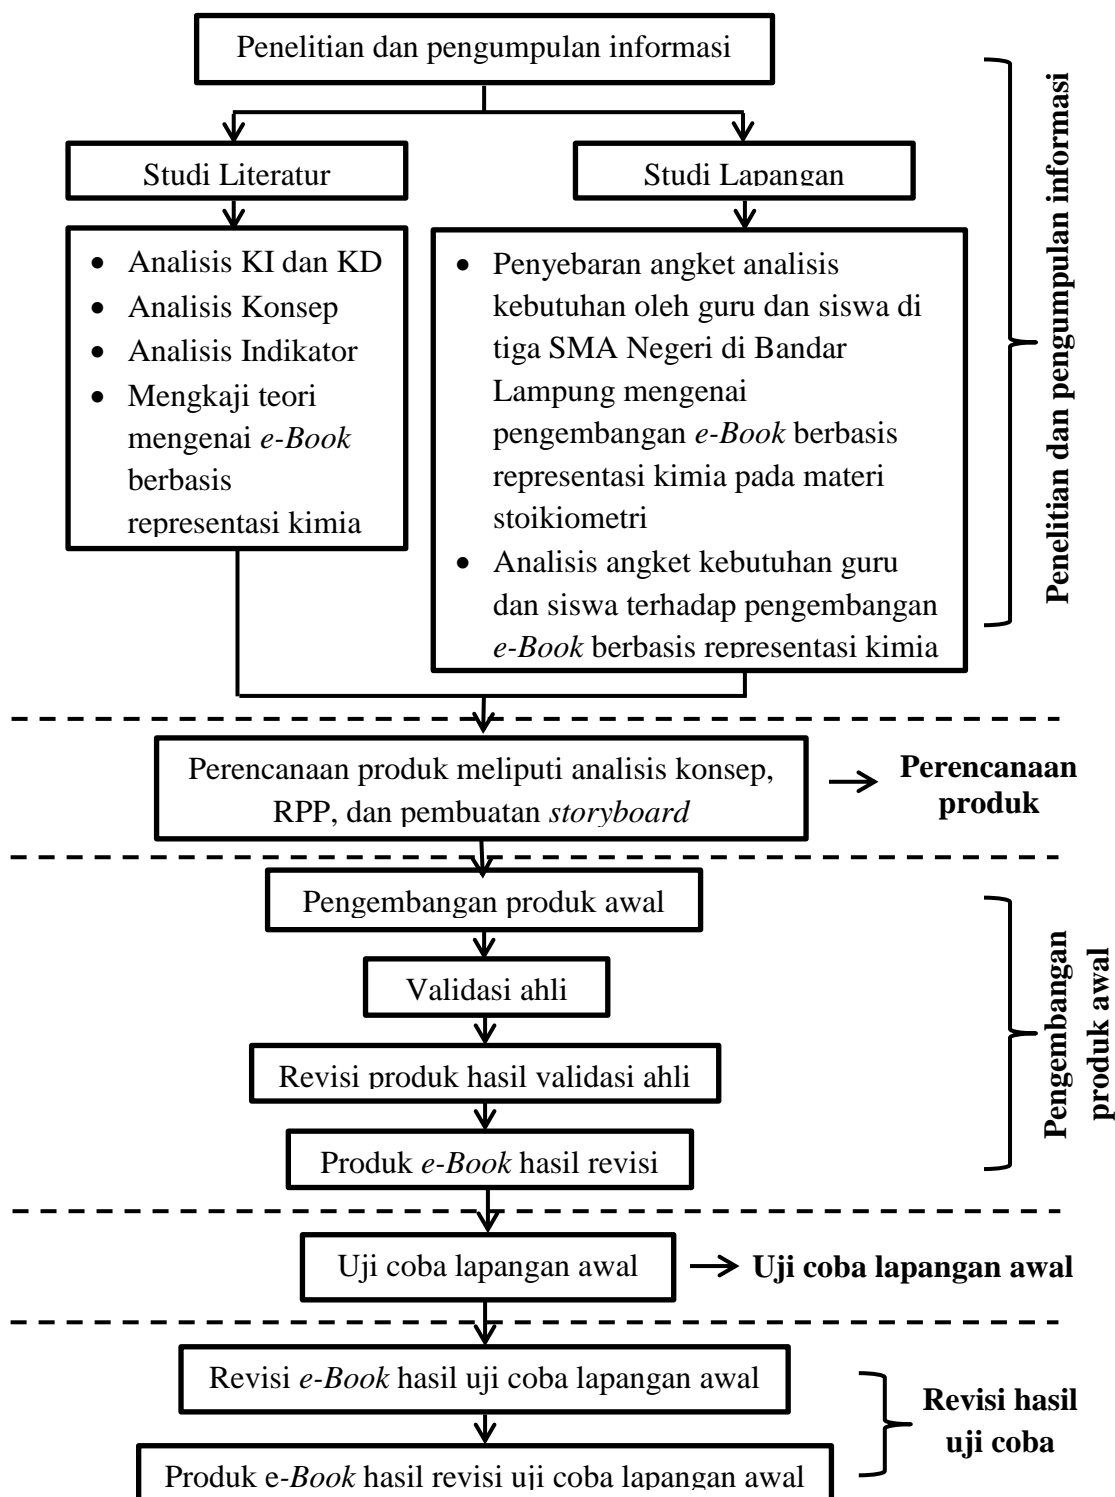 Penelitian dan pengumpulan informasi
Studi Literatur
Studi Lapangan
• Analisis KI dan KD
• Analisis Konsep
• Analisis Indikator
• Mengkaji teori
mengenai e-Book
berbasis
representasi kimia
• Penyebaran angket analisis
kebutuhan oleh guru dan siswa di
tiga SMA Negeri di Bandar
Lampung mengenai
pengembangan e-Book berbasis
representasi kimia pada materi
stoikiometri
• Analisis angket kebutuhan guru
dan siswa terhadap pengembangan
e-Book berbasis representasi kimia
Penelitian dan pengumpulan informasi
Perencanaan produk meliputi analisis konsep,
RPP, dan pembuatan storyboard
Perencanaan
produk
Pengembangan produk awal
Validasi ahli
Revisi produk hasil validasi ahli
Produk e-Book hasil revisi
Pengembangan
produk awal
Uji coba lapangan awal
Uji coba lapangan awal
Revisi e-Book hasil uji coba lapangan awal
Produk e-Book hasil revisi uji coba lapangan awal
Revisi hasil
uji coba